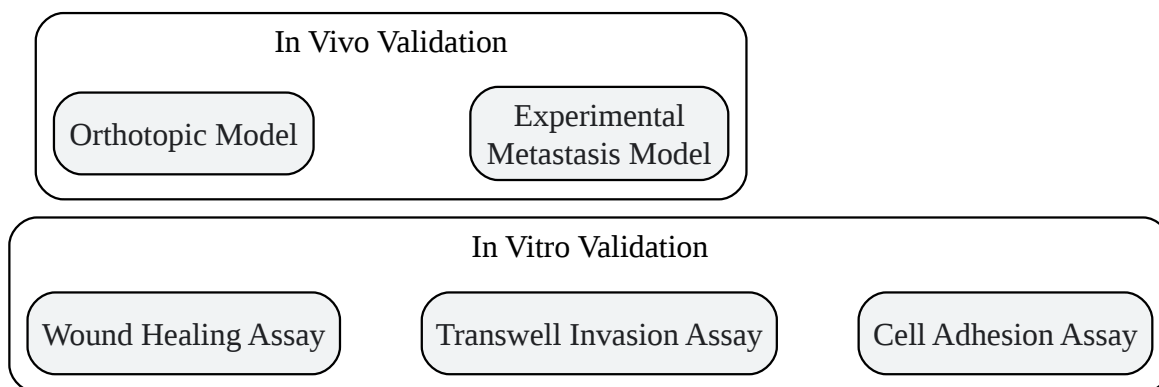 In Vivo Validation
Orthotopic Model
Experimental
Metastasis Model
In Vitro Validation
Wound Healing Assay
Transwell Invasion Assay
Cell Adhesion Assay